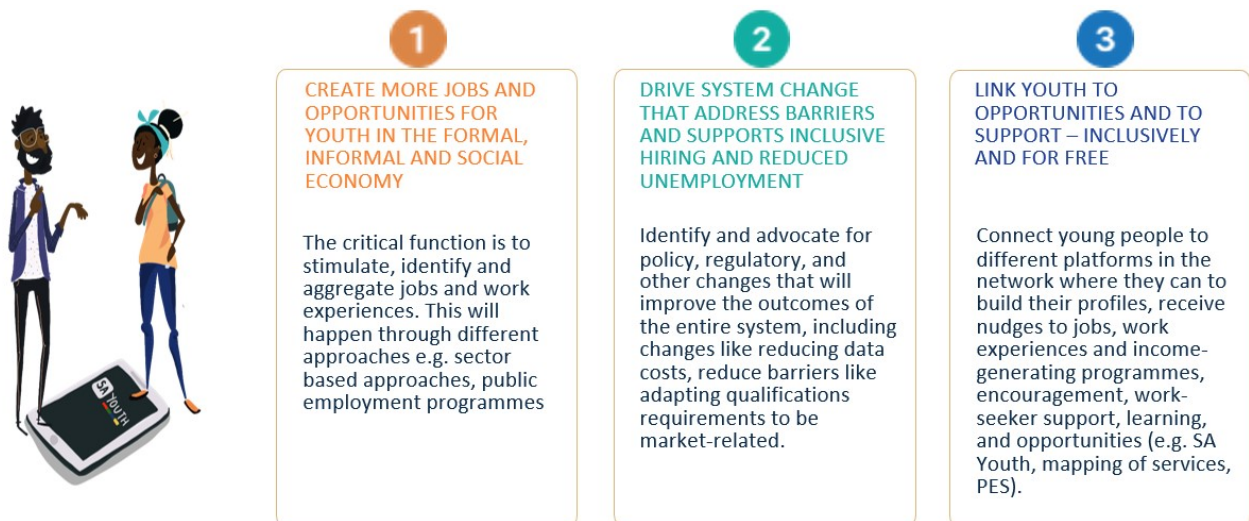 1
CREATE MORE JOBS AND
OPPORTUNITIES FOR
YOUTH IN THE FORMAL,
INFORMAL AND SOCIAL
ECONOMY
The critical function is to
stimulate, identify and
aggregate jobs and work
experiences. This will
happen through different
approaches e.g. sector
based approaches, public
employment programmes
2
DRIVE SYSTEM CHANGE
THAT ADDRESS BARRIERS
AND SUPPORTS INCLUSIVE
HIRING AND REDUCED
UNEMPLOYMENT
Identify and advocate for
policy, regulatory, and
other changes that will
improve the outcomes of
the entire system, including
changes like reducing data
costs, reduce barriers like
adapting qualifications
requirements to be
market-related.
3
LINK YOUTH TO
OPPORTUNITIES AND TO
SUPPORT – INCLUSIVELY
AND FOR FREE
Connect young people to
different platforms in the
network where they can to
build their profiles, receive
nudges to jobs, work
experiences and income-
generating programmes,
encouragement, work-
seeker support, learning,
and opportunities (e.g. SA
Youth, mapping of services,
PES).
SA
YOUTH